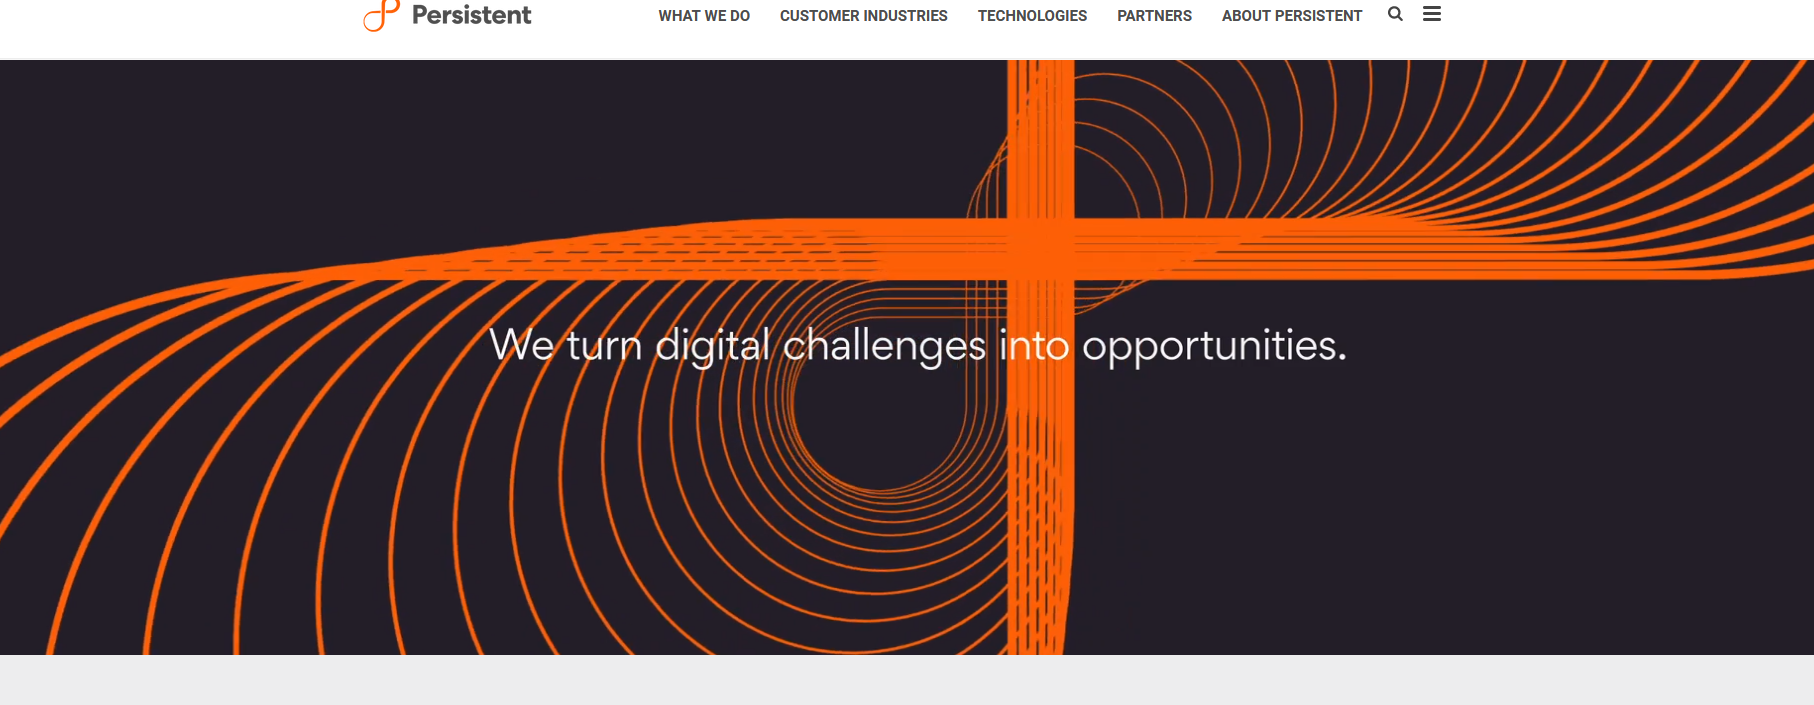 Persistent
WHAT WE DO CUSTOMER INDUSTRIES TECHNOLOGIES PARTNERS ABOUT PERSISTENT
We turn digital challenges into opportunities.